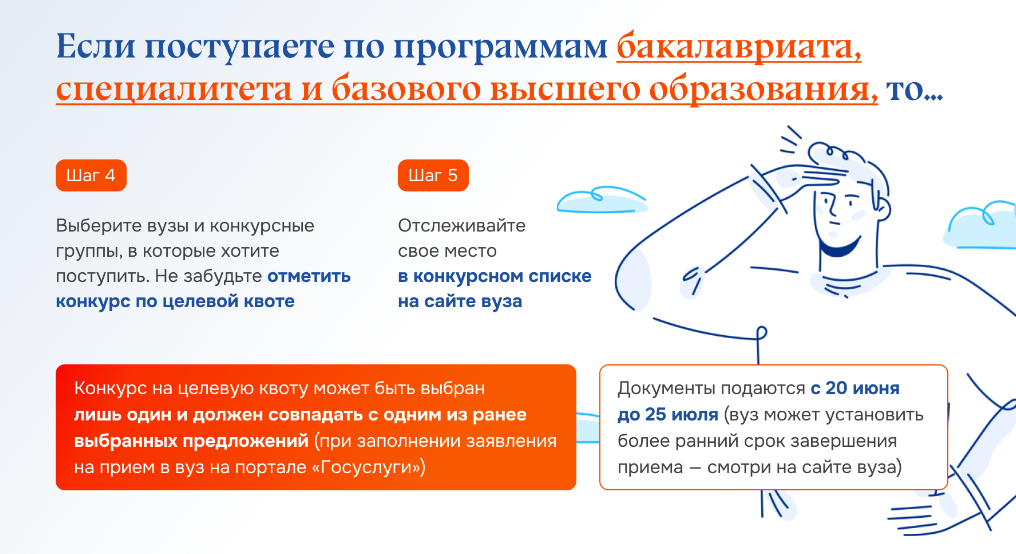 Если поступаете по программам бакалавриата,
специалитета и базового высшего образования, то...
Шаг 4
Выберите вузы и конкурсные
группы, в которые хотите
поступить. Не забудьте отметить
конкурс по целевой квоте
Шаг 5
Отслеживайте
свое место
в конкурсном списке
на сайте вуза
Конкурс на целевую квоту может быть выбран
лишь один и должен совпадать с одним из ранее
выбранных предложений (при заполнении заявления
на прием в вуз на портале «Госуслуги»)
Документы подаются с 20 июня
до 25 июля (вуз может установить
более ранний срок завершения
приема — смотри на сайте вуза)